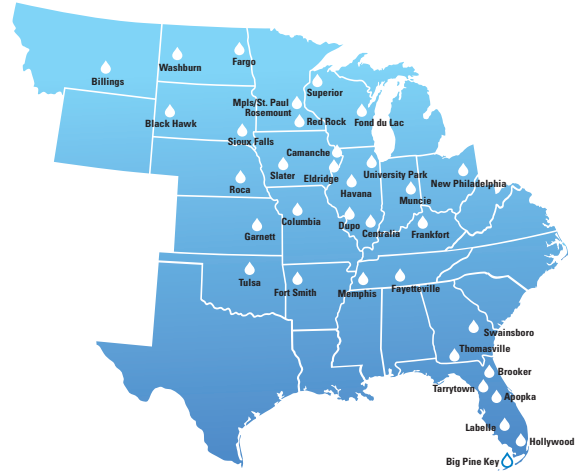 Fargo
Washburn
Billings
Superior
Mpls/St. Paul
Rosemount
Red Rock
Fond du Lac
Black Hawk
Sioux Falls
Camanche
Slater
Eldridge
University Park
Roca
Havana
Muncie
New Philadelphia
Columbia
Garnett
Dupo
Centralia
Frankfort
Tulsa
Fort Smith
Memphis
Fayetteville
Swainsboro
Thomasville
Brooker
Tarrytown
Apopka
Labelle
Hollywood
Big Pine Key